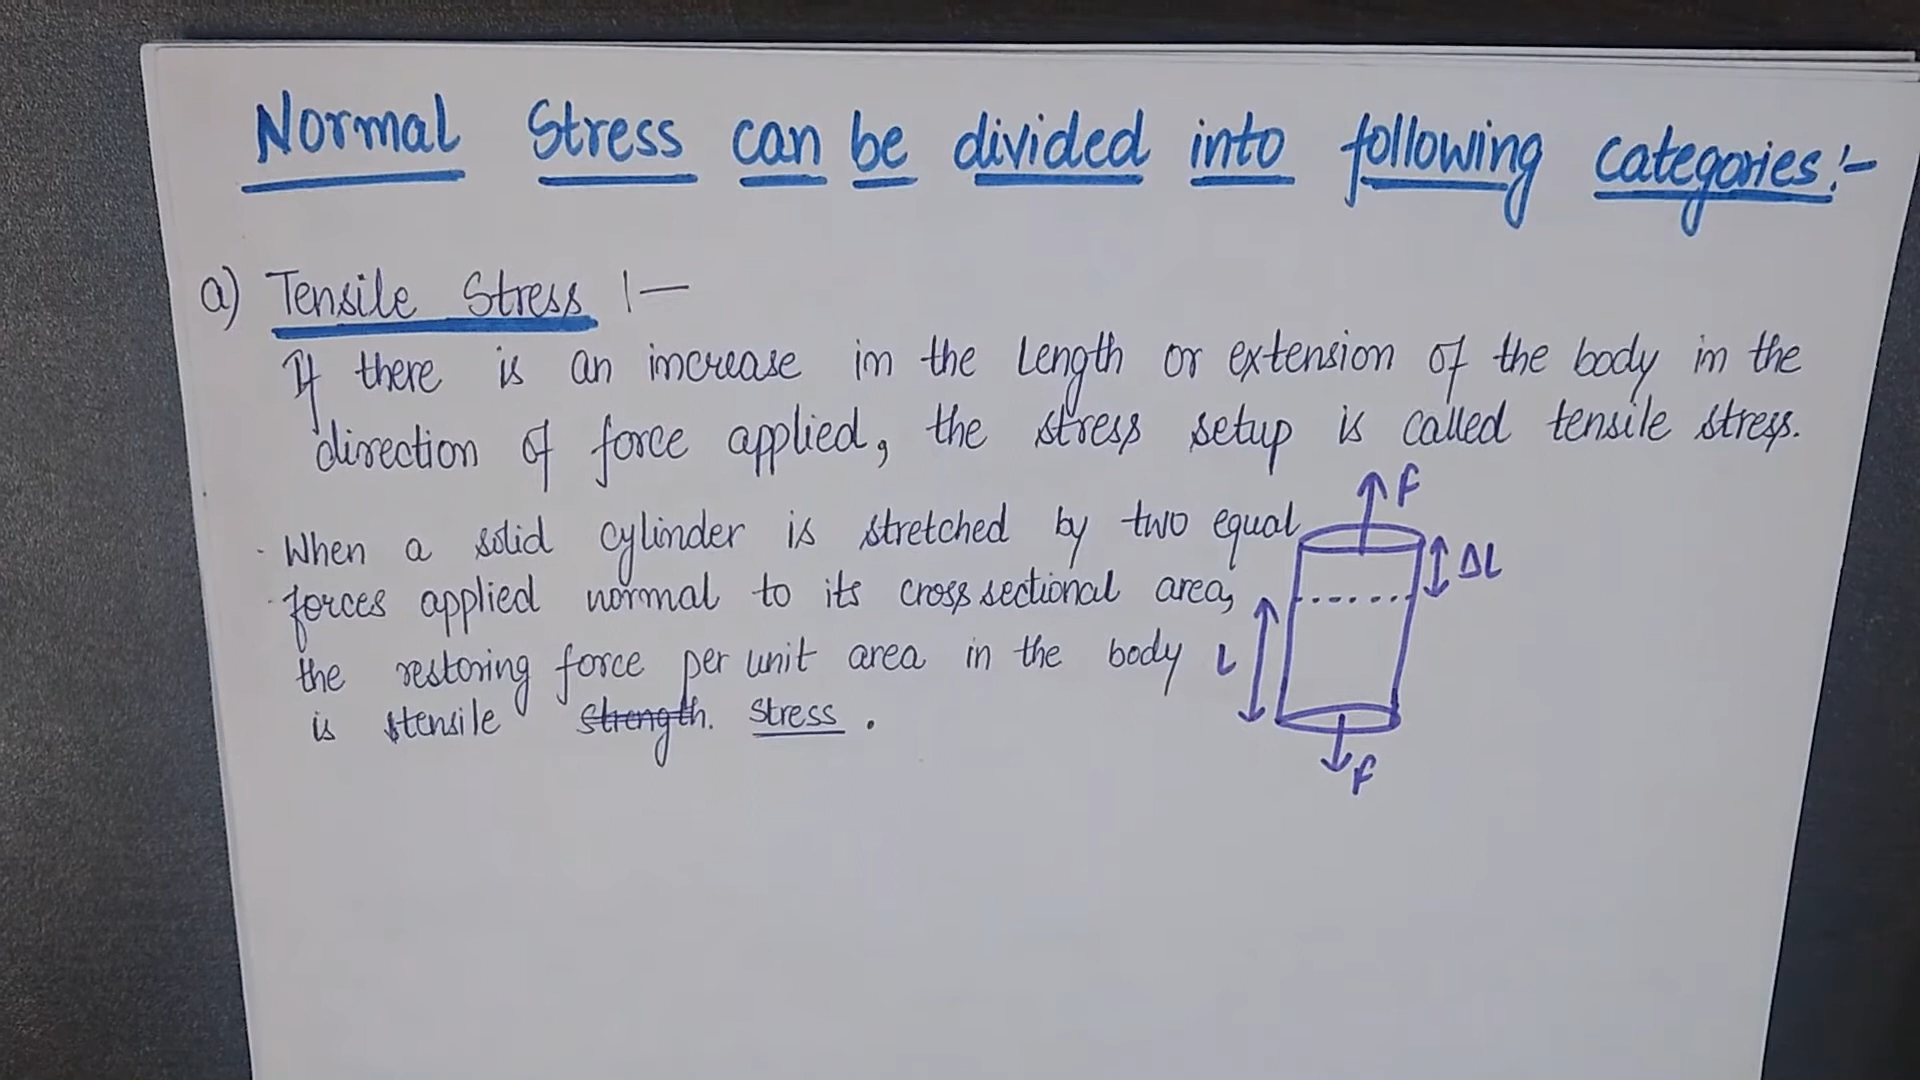 Normal Stress can be divided into following categories:-
a) Tensile Stress :-
If there is an increase in the length or extension of the body in the
direction of force applied, the stress setup is called tensile stress.
When a solid cylinder is stretched by two equal
forces applied normal to its cross sectional area,
the restoring force per unit area in the body
is tensile strength. stress.
F
ΔL
L
F